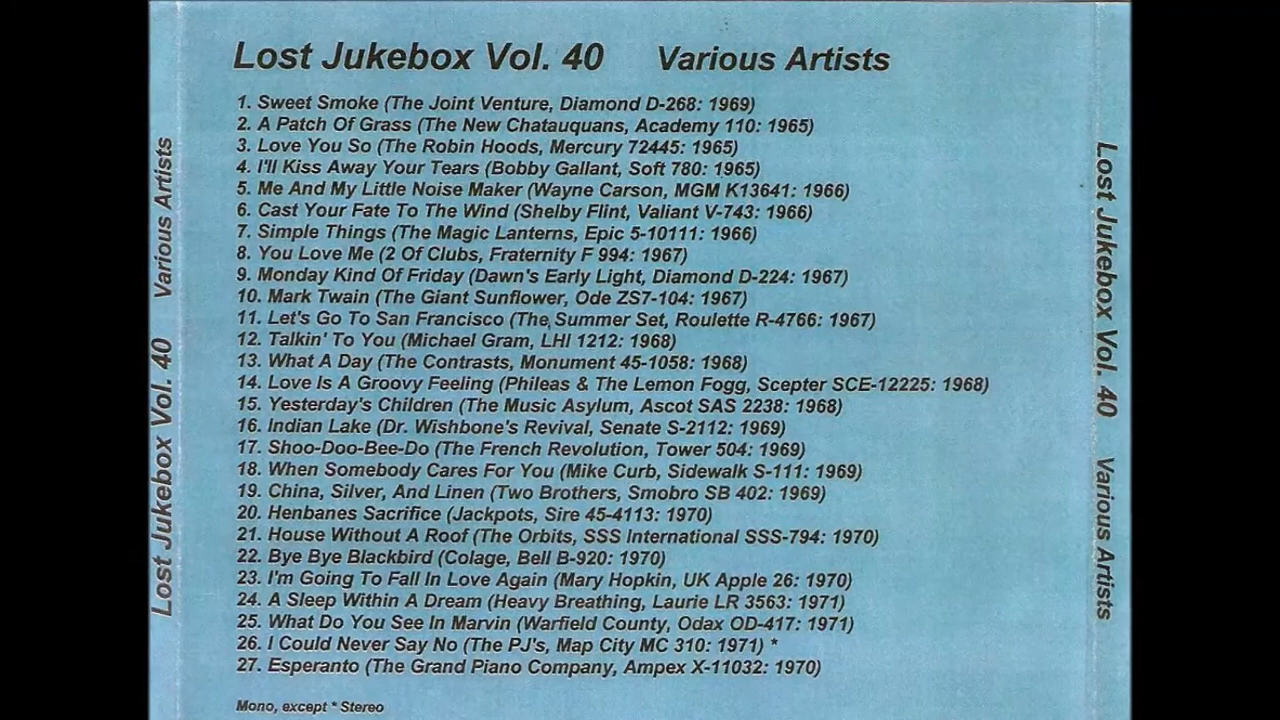 Lost Jukebox Vol. 40 Various Artists
1. Sweet Smoke (The Joint Venture, Diamond D-268: 1969)
2. A Patch Of Grass (The New Chatauquans, Academy 110: 1965)
3. Love You So (The Robin Hoods, Mercury 72445: 1965)
4. I'll Kiss Away Your Tears (Bobby Gallant, Soft 780: 1965)
5. Me And My Little Noise Maker (Wayne Carson, MGM K13641: 1966)
6. Cast Your Fate To The Wind (Shelby Flint, Valiant V-743: 1966)
7. Simple Things (The Magic Lanterns, Epic 5-10111: 1966)
8. You Love Me (2 Of Clubs, Fraternity F 994: 1967)
9. Monday Kind Of Friday (Dawn's Early Light, Diamond D-224: 1967)
10. Mark Twain (The Giant Sunflower, Ode ZS7-104: 1967)
11. Let's Go To San Francisco (The Summer Set, Roulette R-4766: 1967)
12. Talkin' To You (Michael Gram, LHI 1212: 1968)
13. What A Day (The Contrasts, Monument 45-1058: 1968)
14. Love Is A Groovy Feeling (Phileas & The Lemon Fogg, Scepter SCE-12225: 1968)
15. Yesterday's Children (The Music Asylum, Ascot SAS 2238: 1968)
16. Indian Lake (Dr. Wishbone's Revival, Senate S-2112: 1969)
17. Shoo-Doo-Bee-Do (The French Revolution, Tower 504: 1969)
18. When Somebody Cares For You (Mike Curb, Sidewalk S-111: 1969)
19. China, Silver, And Linen (Two Brothers, Smobro SB 402: 1969)
20. Henbanes Sacrifice (Jackpots, Sire 45-4113: 1970)
21. House Without A Roof (The Orbits, SSS International SSS-794: 1970)
22. Bye Bye Blackbird (Colage, Bell B-920: 1970)
23. I'm Going To Fall In Love Again (Mary Hopkin, UK Apple 26: 1970)
24. A Sleep Within A Dream (Heavy Breathing, Laurie LR 3563: 1971)
25. What Do You See In Marvin (Warfield County, Odax OD-417: 1971)
26. I Could Never Say No (The PJ's, Map City MC 310: 1971) *
27. Esperanto (The Grand Piano Company, Ampex X-11032: 1970)
Mono, except * Stereo
Lost Jukebox Vol. 40 Various Artists
Lost Jukebox Vol. 40 Various Artists